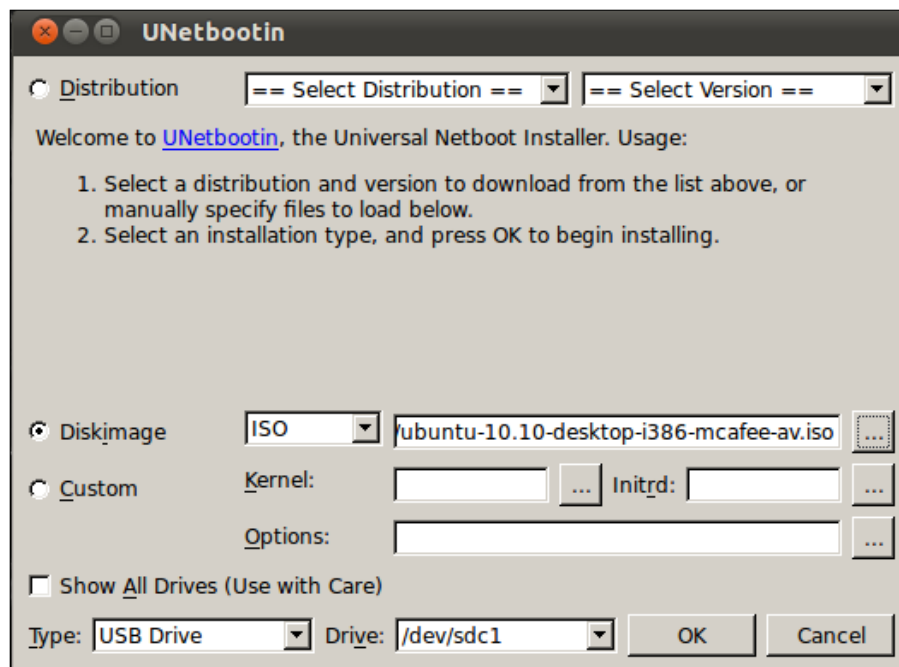 UNetbootin
Distribution == Select Distribution == == Select Version ==
Welcome to UNetbootin, the Universal Netboot Installer. Usage:
1. Select a distribution and version to download from the list above, or
manually specify files to load below.
2. Select an installation type, and press OK to begin installing.
Diskimage ISO /ubuntu-10.10-desktop-i386-mcafee-av.iso ...
Custom Kernel: ... Initrd: ...
Options: ...
Show All Drives (Use with Care)
Type: USB Drive Drive: /dev/sdc1 OK Cancel